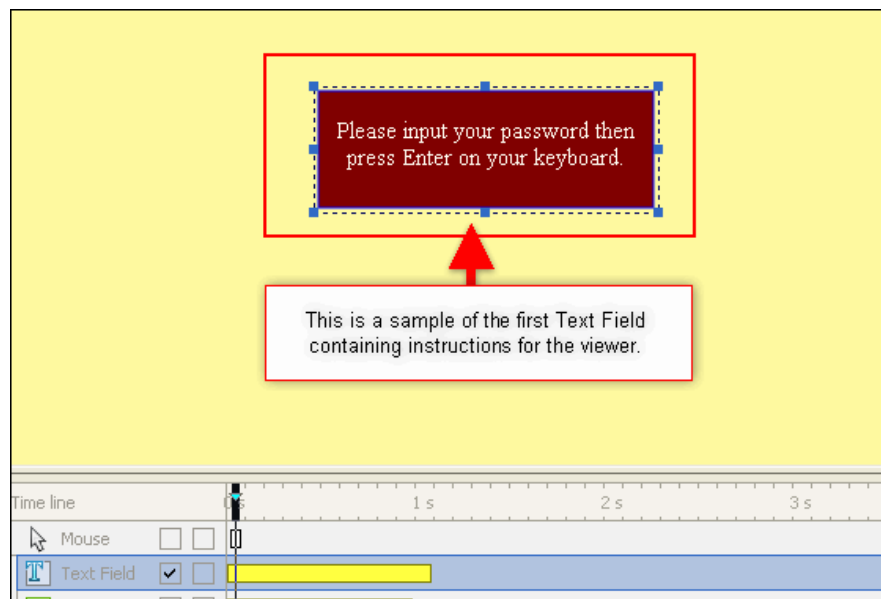 Please input your password then
press Enter on your keyboard.
This is a sample of the first Text Field
containing instructions for the viewer.
Time line
1 s
2 s
3 s
Mouse
T Text Field